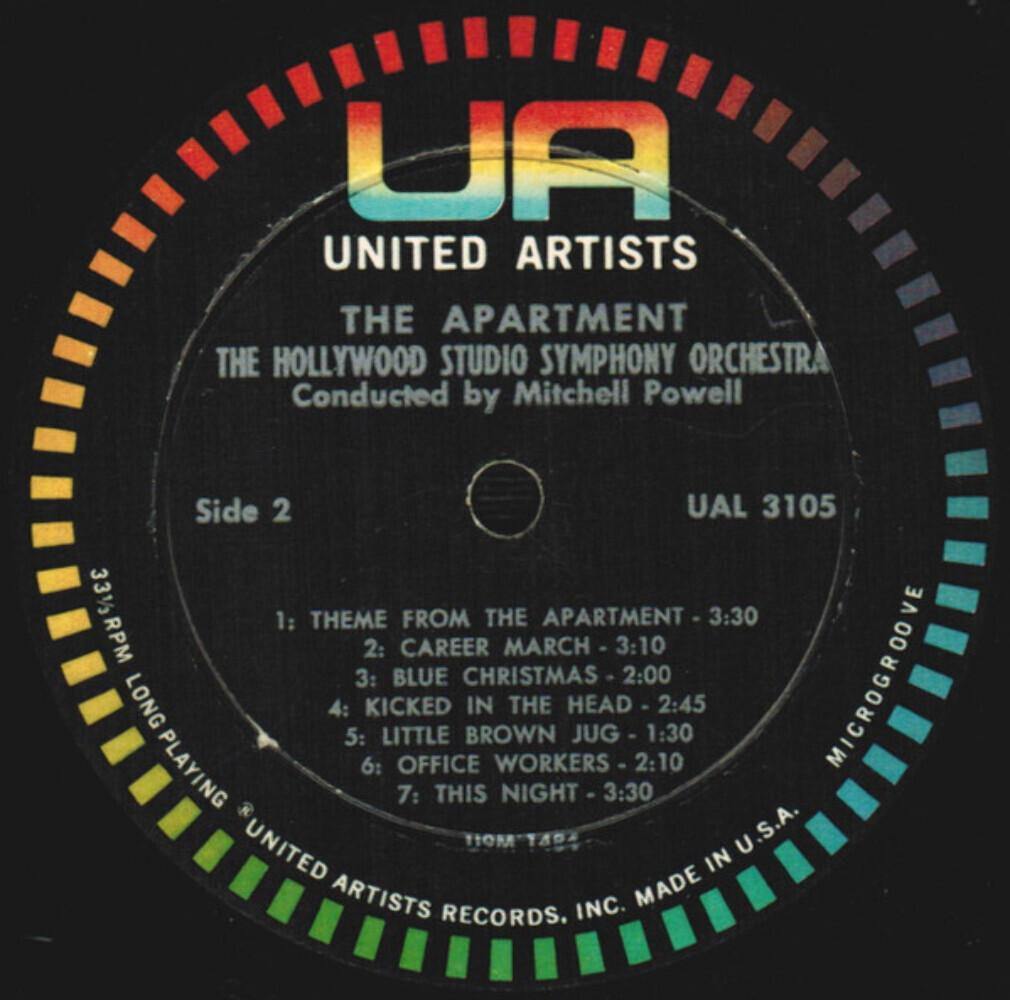 UA
UNITED ARTISTS
THE APARTMENT
THE HOLLYWOOD STUDIO SYMPHONY ORCHESTRA
Conducted by Mitchell Powell
Side 2
UAL 3105
1: THEME FROM THE APARTMENT - 3:30
2: CAREER MARCH - 3:10
3: BLUE CHRISTMAS - 2:00
4: KICKED IN THE HEAD - 2:45
5: LITTLE BROWN JUG - 1:30
6: OFFICE WORKERS - 2:10
7: THIS NIGHT - 3:30
33⅓ RPM LONG PLAYING ® UNITED ARTISTS RECORDS, INC. MADE IN U.S.A. MICROGROOVE